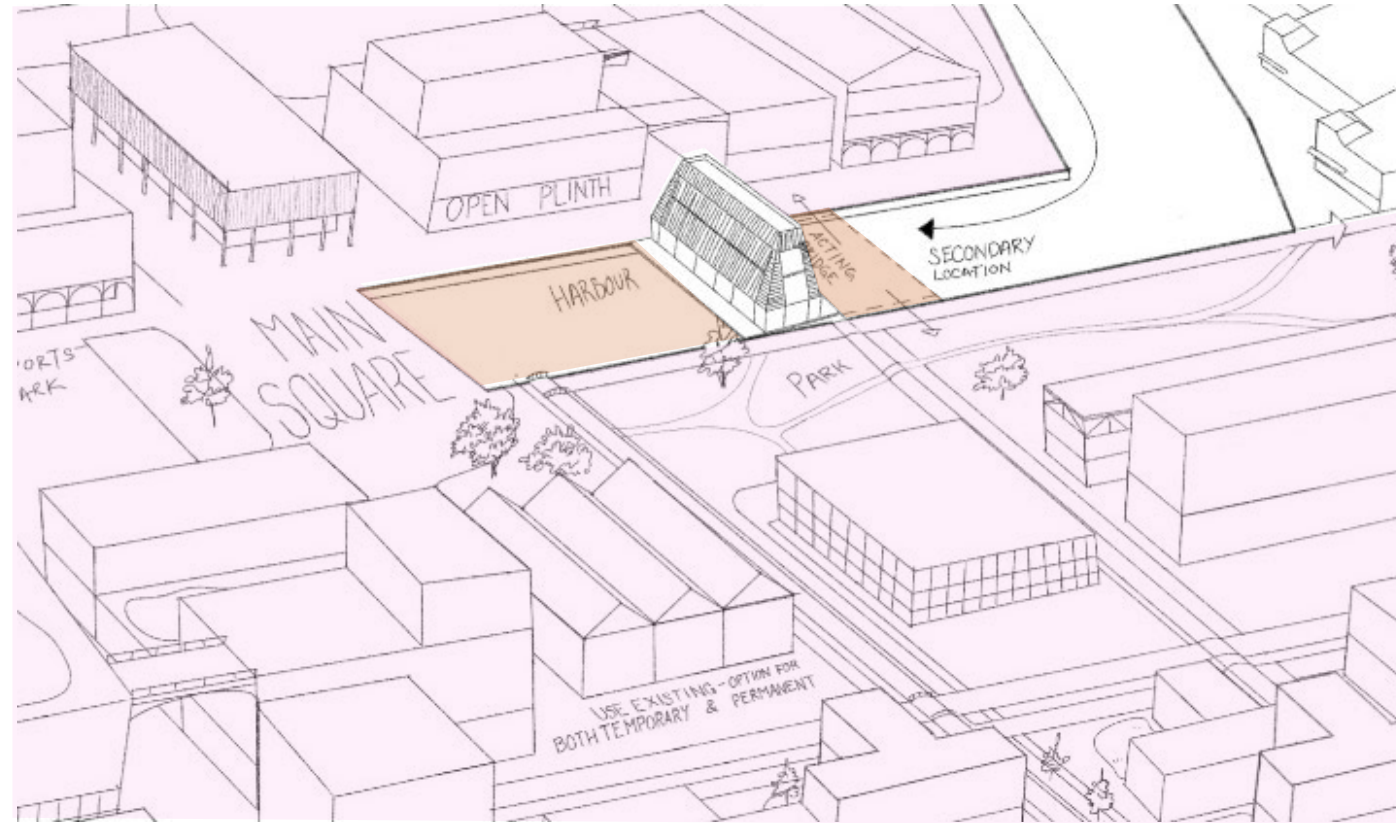 OPEN PLINTH
HARBOUR
ACTING
SECONDARY
LOCATION
MAIN
SQUARE
PARK
USE EXISTING - OPTION FOR
BOTH TEMPORARY & PERMANENT